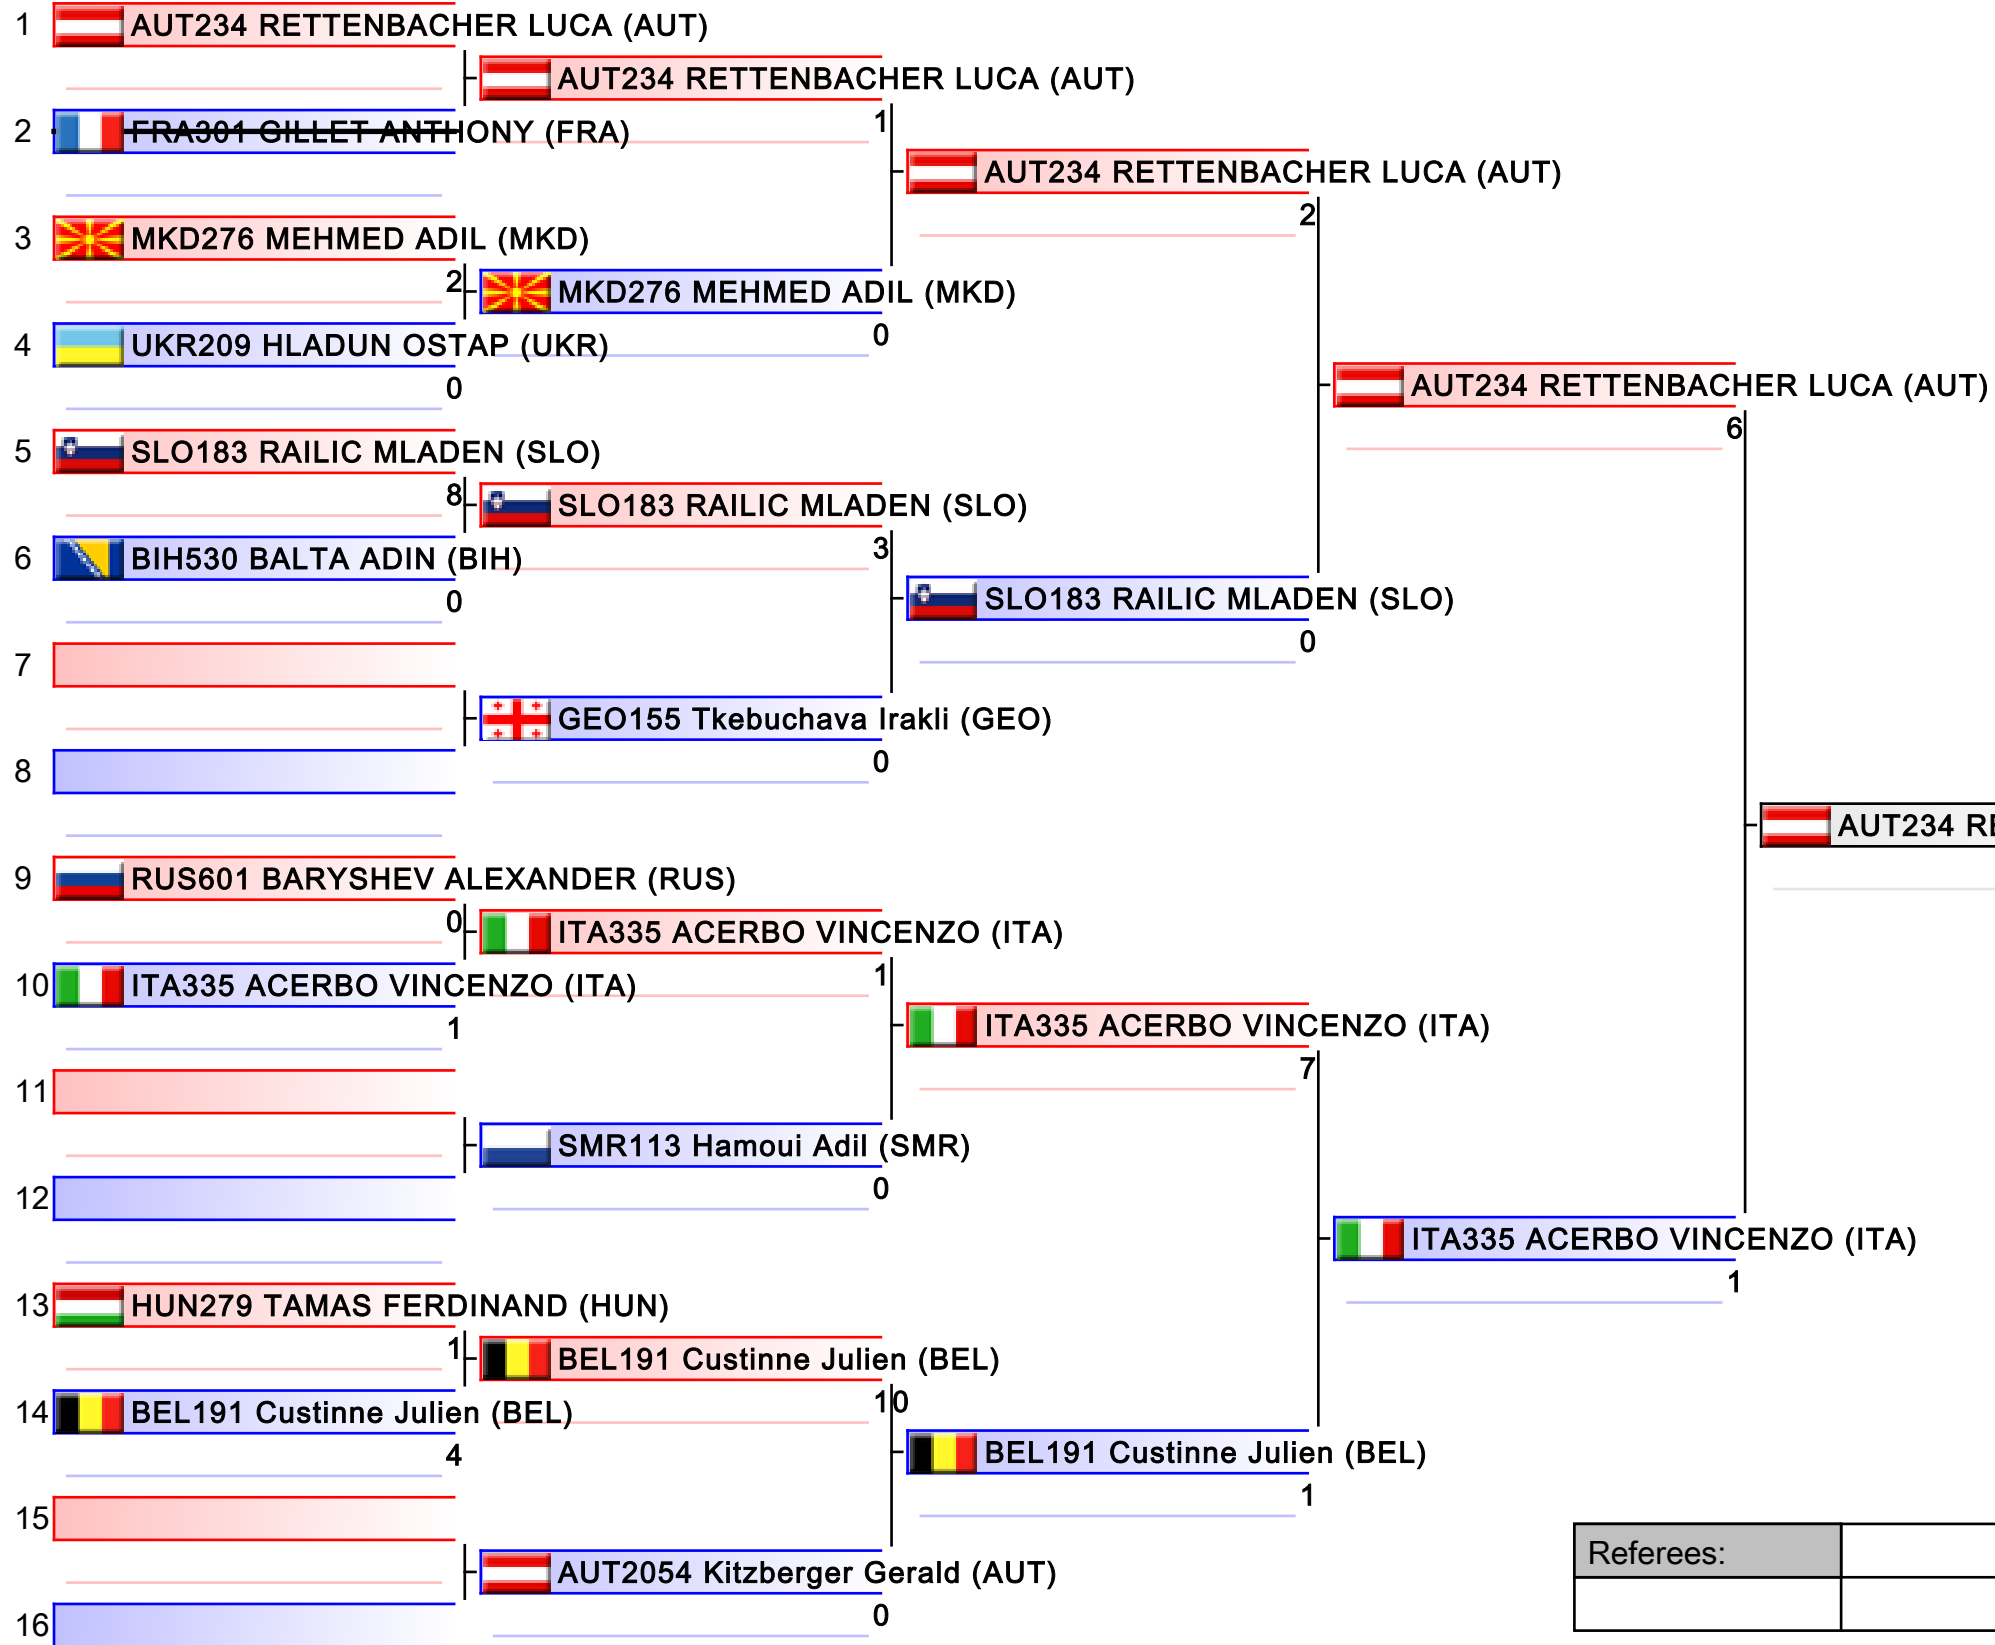 1 AUT234 RETTENBACHER LUCA (AUT)
AUT234 RETTENBACHER LUCA (AUT)
1
2 FRA301 GILLET ANTHONY (FRA)
AUT234 RETTENBACHER LUCA (AUT)
2
3 MKD276 MEHMED ADIL (MKD)
2
MKD276 MEHMED ADIL (MKD)
0
4 UKR209 HLADUN OSTAP (UKR)
0
AUT234 RETTENBACHER LUCA (AUT)
6
5 SLO183 RAILIC MLADEN (SLO)
8
SLO183 RAILIC MLADEN (SLO)
3
6 BIH530 BALTA ADIN (BIH)
0
SLO183 RAILIC MLADEN (SLO)
0
7
GEO155 Tkebuchava Irakli (GEO)
0
8
AUT234 RE
9 RUS601 BARYSHEV ALEXANDER (RUS)
0
ITA335 ACERBO VINCENZO (ITA)
1
10 ITA335 ACERBO VINCENZO (ITA)
1
ITA335 ACERBO VINCENZO (ITA)
7
11
SMR113 Hamoui Adil (SMR)
0
12
ITA335 ACERBO VINCENZO (ITA)
1
13 HUN279 TAMAS FERDINAND (HUN)
1
BEL191 Custinne Julien (BEL)
10
14 BEL191 Custinne Julien (BEL)
4
BEL191 Custinne Julien (BEL)
1
15
AUT2054 Kitzberger Gerald (AUT)
0
16
Referees: